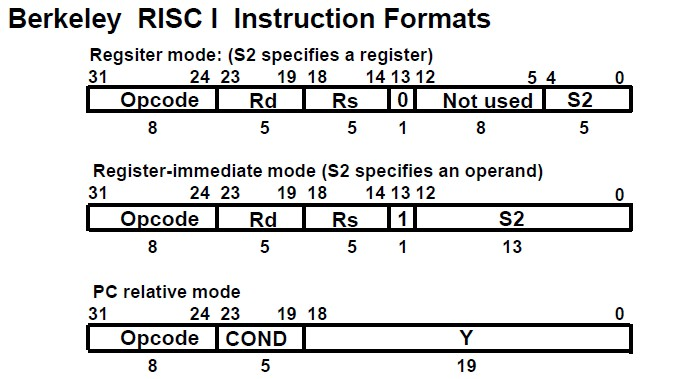 Berkeley RISC I Instruction Formats
Regsiter mode: (S2 specifies a register)
31 24 23 19 18 14 13 12 5 4 0
Opcode Rd Rs 0 Not used S2
8 5 5 1 8 5
Register-immediate mode (S2 specifies an operand)
31 24 23 19 18 14 13 12 0
Opcode Rd Rs 1 S2
8 5 5 1 13
PC relative mode
31 24 23 19 18 0
Opcode COND Y
8 5 19